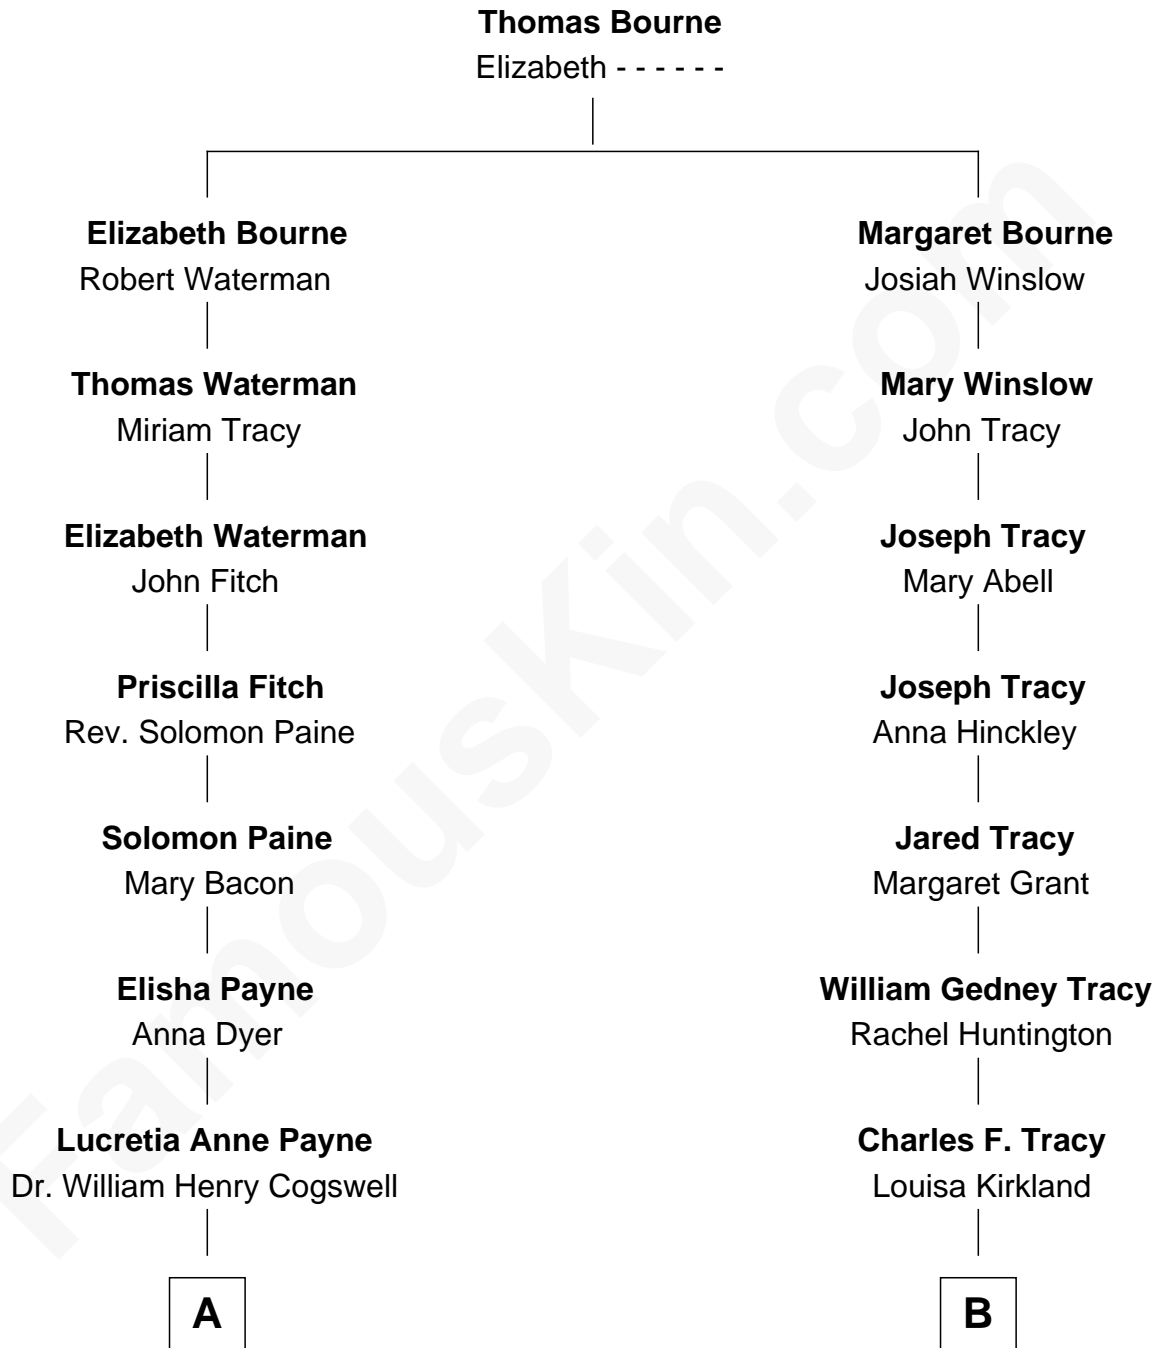 Thomas Bourne
Elizabeth - - - - - -
Elizabeth Bourne
Robert Waterman
Margaret Bourne
Josiah Winslow
Thomas Waterman
Miriam Tracy
Mary Winslow
John Tracy
Elizabeth Waterman
John Fitch
Joseph Tracy
Mary Abell
Priscilla Fitch
Rev. Solomon Paine
Joseph Tracy
Anna Hinckley
Solomon Paine
Mary Bacon
Jared Tracy
Margaret Grant
Elisha Payne
Anna Dyer
William Gedney Tracy
Rachel Huntington
Lucretia Anne Payne
Dr. William Henry Cogswell
Charles F. Tracy
Louisa Kirkland
A
B
FamousKin.com